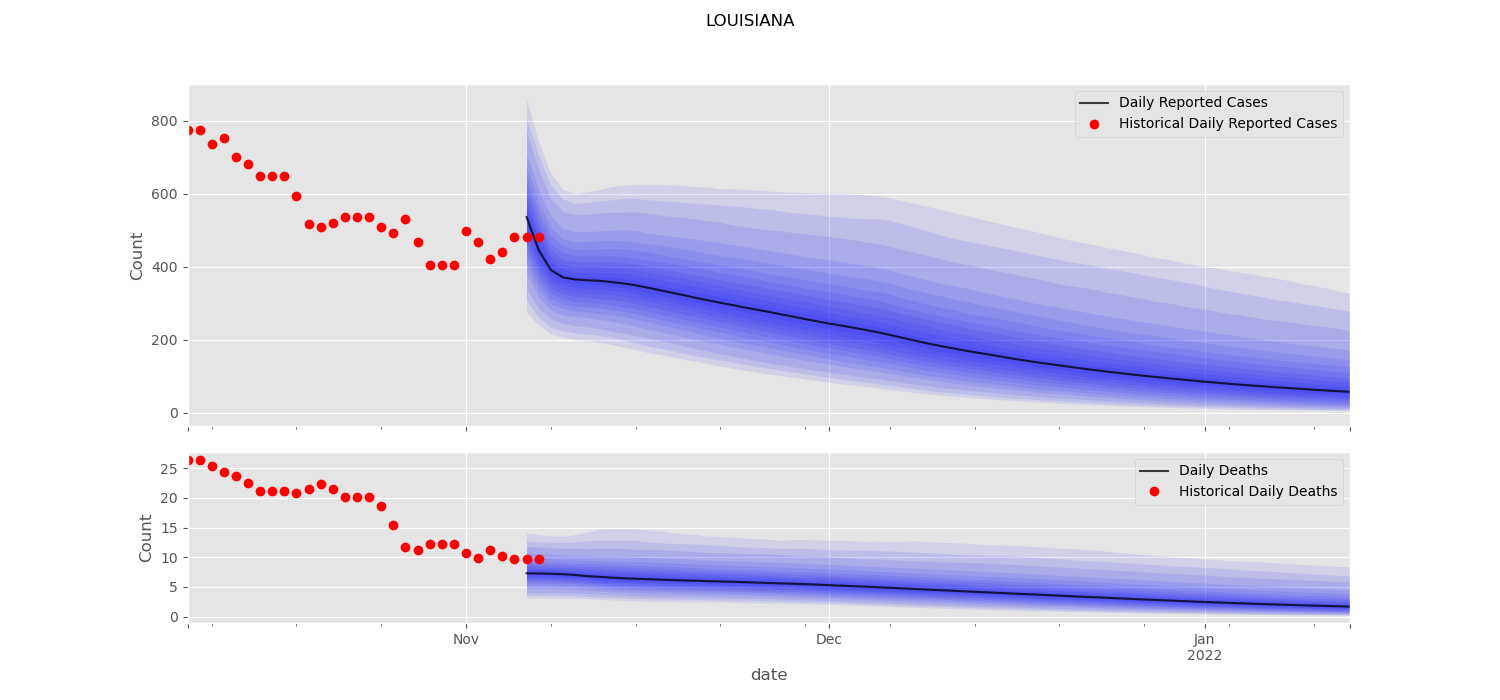 LOUISIANA
Daily Reported Cases
Historical Daily Reported Cases
800
600
400
200
0
Count
Daily Deaths
Historical Daily Deaths
25
20
15
10
5
0
Count
Nov
Dec
Jan
2022
date